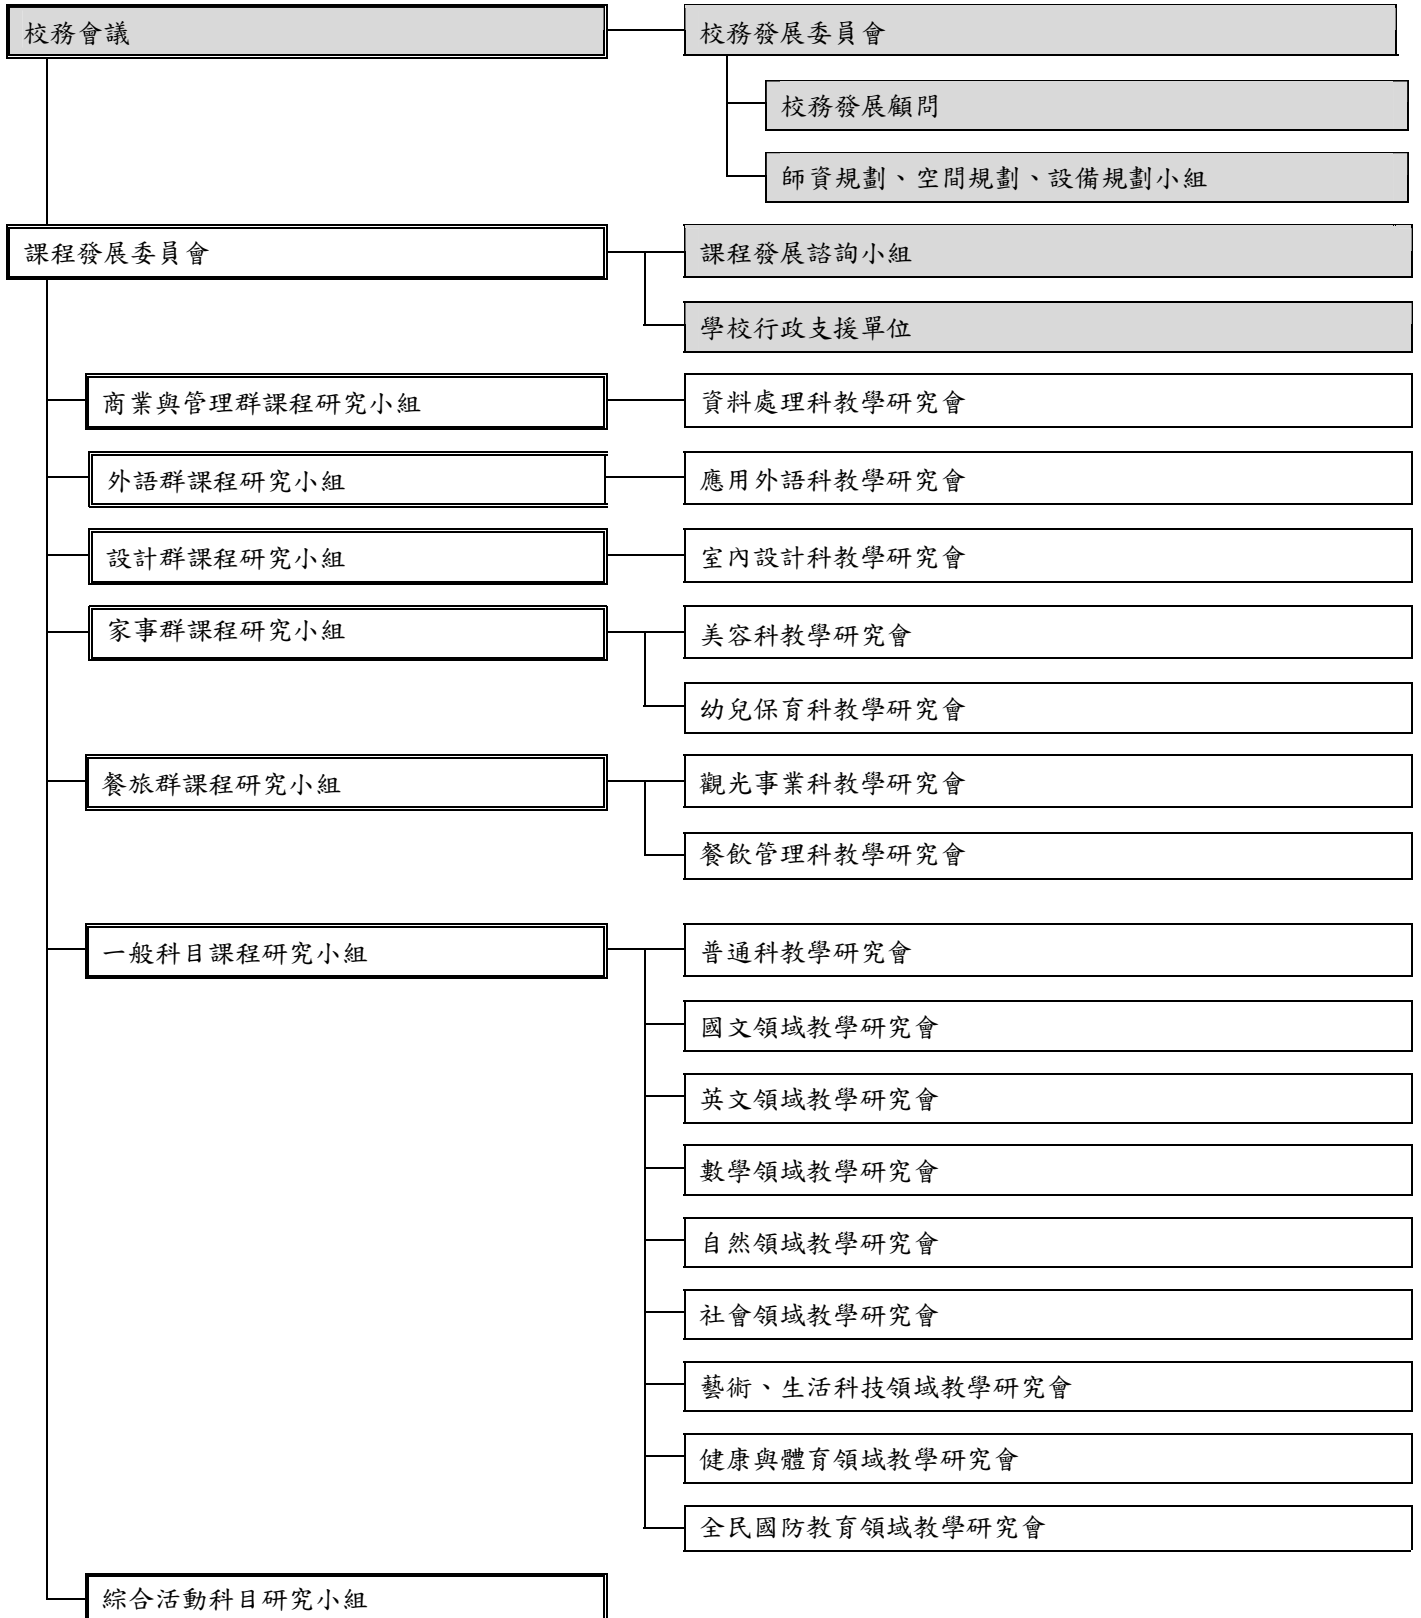 校務會議
校務發展委員會
校務發展顧問
師資規劃、空間規劃、設備規劃小組
課程發展委員會
課程發展諮詢小組
學校行政支援單位
商業與管理群課程研究小組
資料處理科教學研究會
外語群課程研究小組
應用外語科教學研究會
設計群課程研究小組
室內設計科教學研究會
家事群課程研究小組
美容科教學研究會
幼兒保育科教學研究會
餐旅群課程研究小組
觀光事業科教學研究會
餐飲管理科教學研究會
一般科目課程研究小組
普通科教學研究會
國文領域教學研究會
英文領域教學研究會
數學領域教學研究會
自然領域教學研究會
社會領域教學研究會
藝術、生活科技領域教學研究會
健康與體育領域教學研究會
全民國防教育領域教學研究會
綜合活動科目研究小組